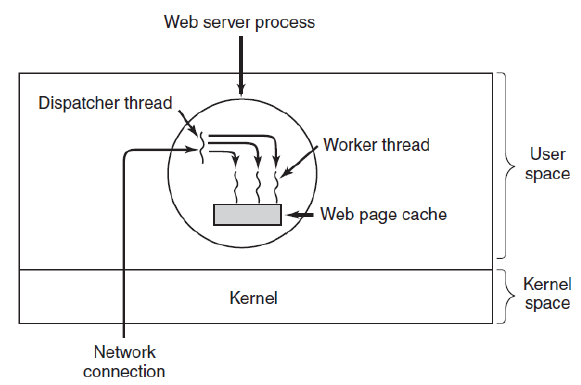 Web server process
Dispatcher thread
Worker thread
User
space
Web page cache
Kernel
Kernel
space
Network
connection